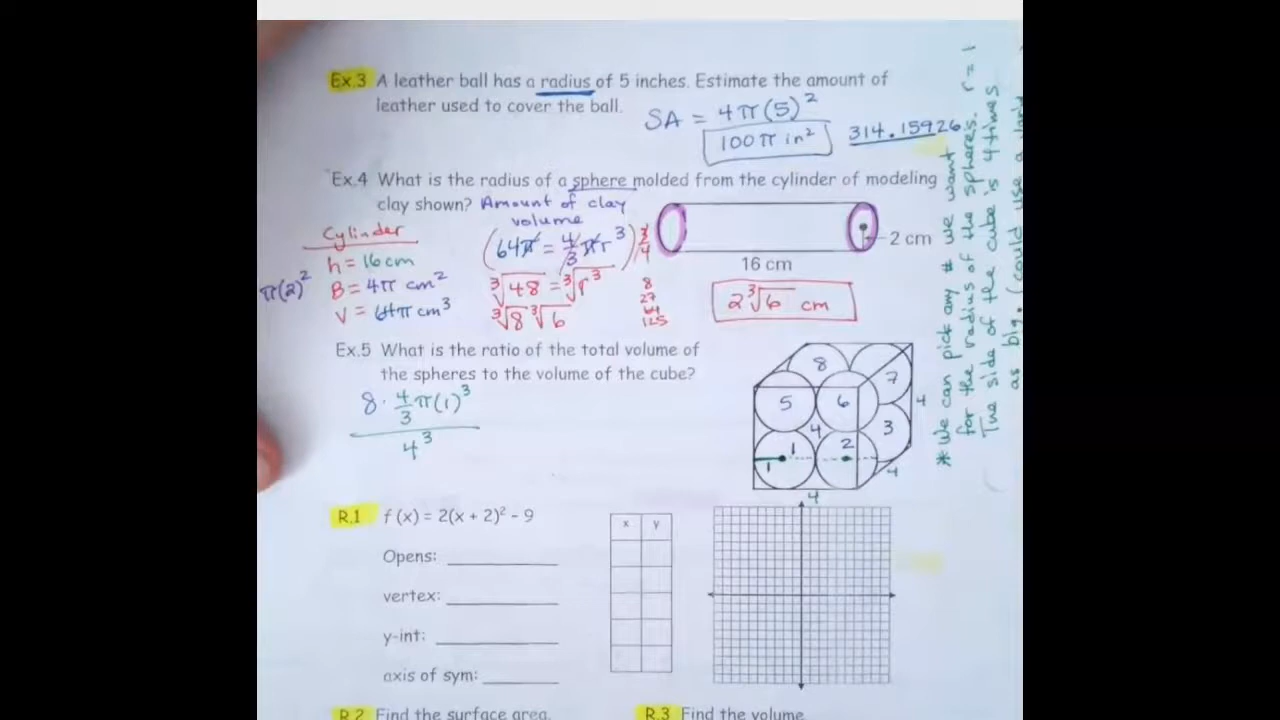 Ex.3 A leather ball has a radius of 5 inches. Estimate the amount of
leather used to cover the ball.
SA = 4π(5)²
100π in²
314.15926
Ex.4 What is the radius of a sphere molded from the cylinder of modeling
clay shown? Amount of clay
volume
Cylinder
h = 16 cm
π(2)² B = 4π cm²
V = 64π cm³
(64π = 4/3 πr³) 3/4
∛48 = ∛r³
∛8 ∛6
8
27
64
125
2 cm
16 cm
2∛6 cm
Ex.5 What is the ratio of the total volume of
the spheres to the volume of the cube?
8 · 4/3 π(1)³
4³
8
7
5
6
4
4
3
1
2
1
4
4
* We can pick any # we want
for the radius of the spheres. r = 1
The side of the cube is 4 times
as big. (could use a
R.1 f(x) = 2(x + 2)² - 9
x y
Opens:
vertex:
y-int:
axis of sym:
R.2 Find the surface area.
R.3 Find the volume